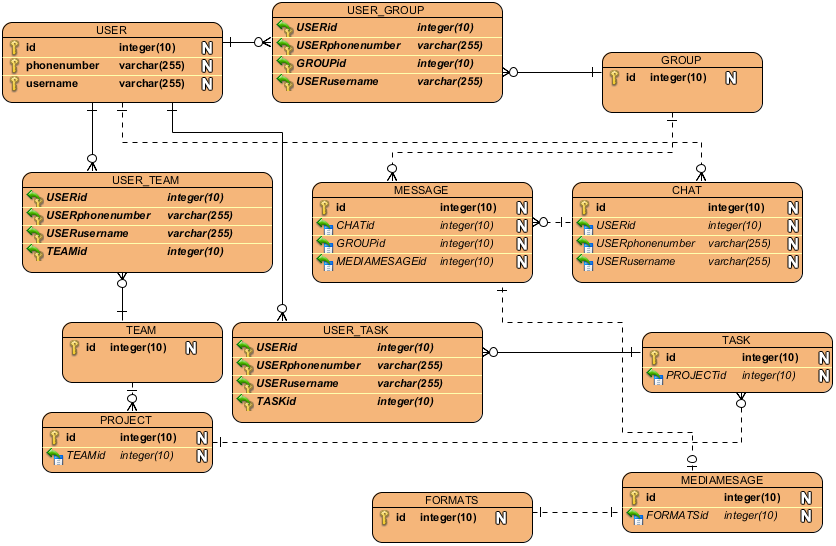 USER
id integer(10) N
phonenumber varchar(255) N
username varchar(255) N
USER_GROUP
USERid integer(10)
USERphonenumber varchar(255)
GROUPid integer(10)
USERusername varchar(255)
GROUP
id integer(10) N
USER_TEAM
USERid integer(10)
USERphonenumber varchar(255)
USERusername varchar(255)
TEAMid integer(10)
MESSAGE
id integer(10) N
CHATid integer(10) N
GROUPid integer(10) N
MEDIAMESAGEid integer(10) N
CHAT
id integer(10) N
USERid integer(10) N
USERphonenumber varchar(255) N
USERusername varchar(255) N
TEAM
id integer(10) N
USER_TASK
USERid integer(10)
USERphonenumber varchar(255)
USERusername varchar(255)
TASKid integer(10)
TASK
id integer(10) N
PROJECTid integer(10) N
PROJECT
id integer(10) N
TEAMid integer(10) N
FORMATS
id integer(10) N
MEDIAMESAGE
id integer(10) N
FORMATSid integer(10) N